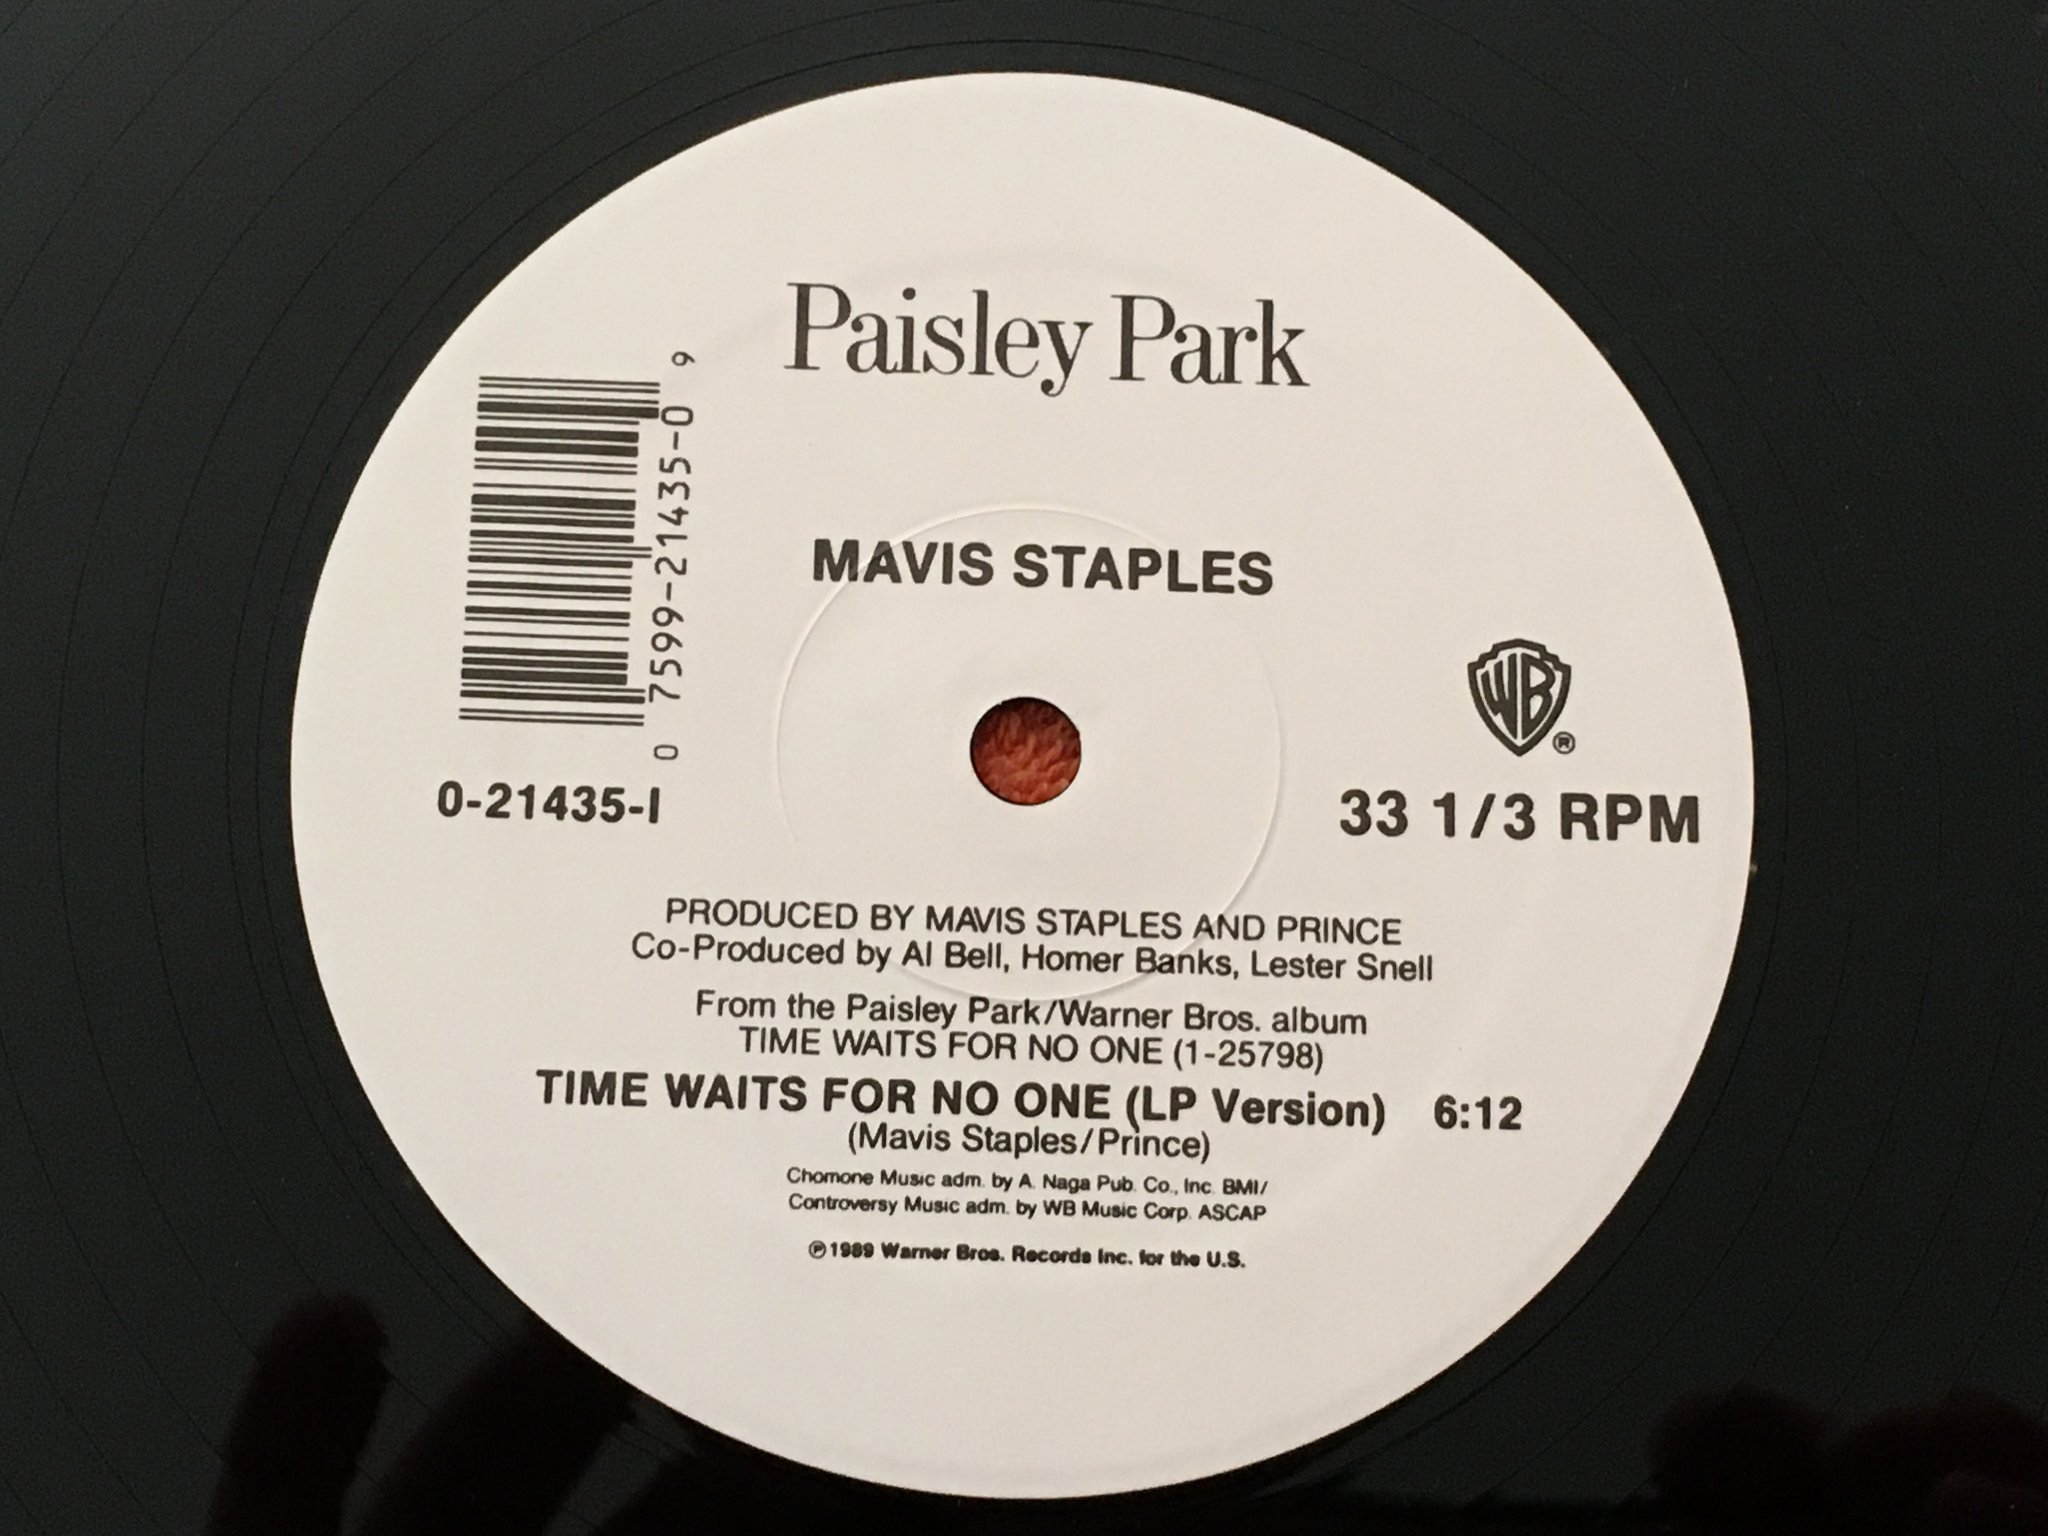 Paisley Park
MAVIS STAPLES
0 7599-21435-0 9
0-21435-I
WB®
33 1/3 RPM
PRODUCED BY MAVIS STAPLES AND PRINCE
Co-Produced by Al Bell, Homer Banks, Lester Snell
From the Paisley Park/Warner Bros. album
TIME WAITS FOR NO ONE (1-25798)
TIME WAITS FOR NO ONE (LP Version) 6:12
(Mavis Staples/Prince)
Chomone Music adm. by A. Naga Pub. Co., Inc. BMI/
Controversy Music adm. by WB Music Corp. ASCAP
℗1989 Warner Bros. Records Inc. for the U.S.